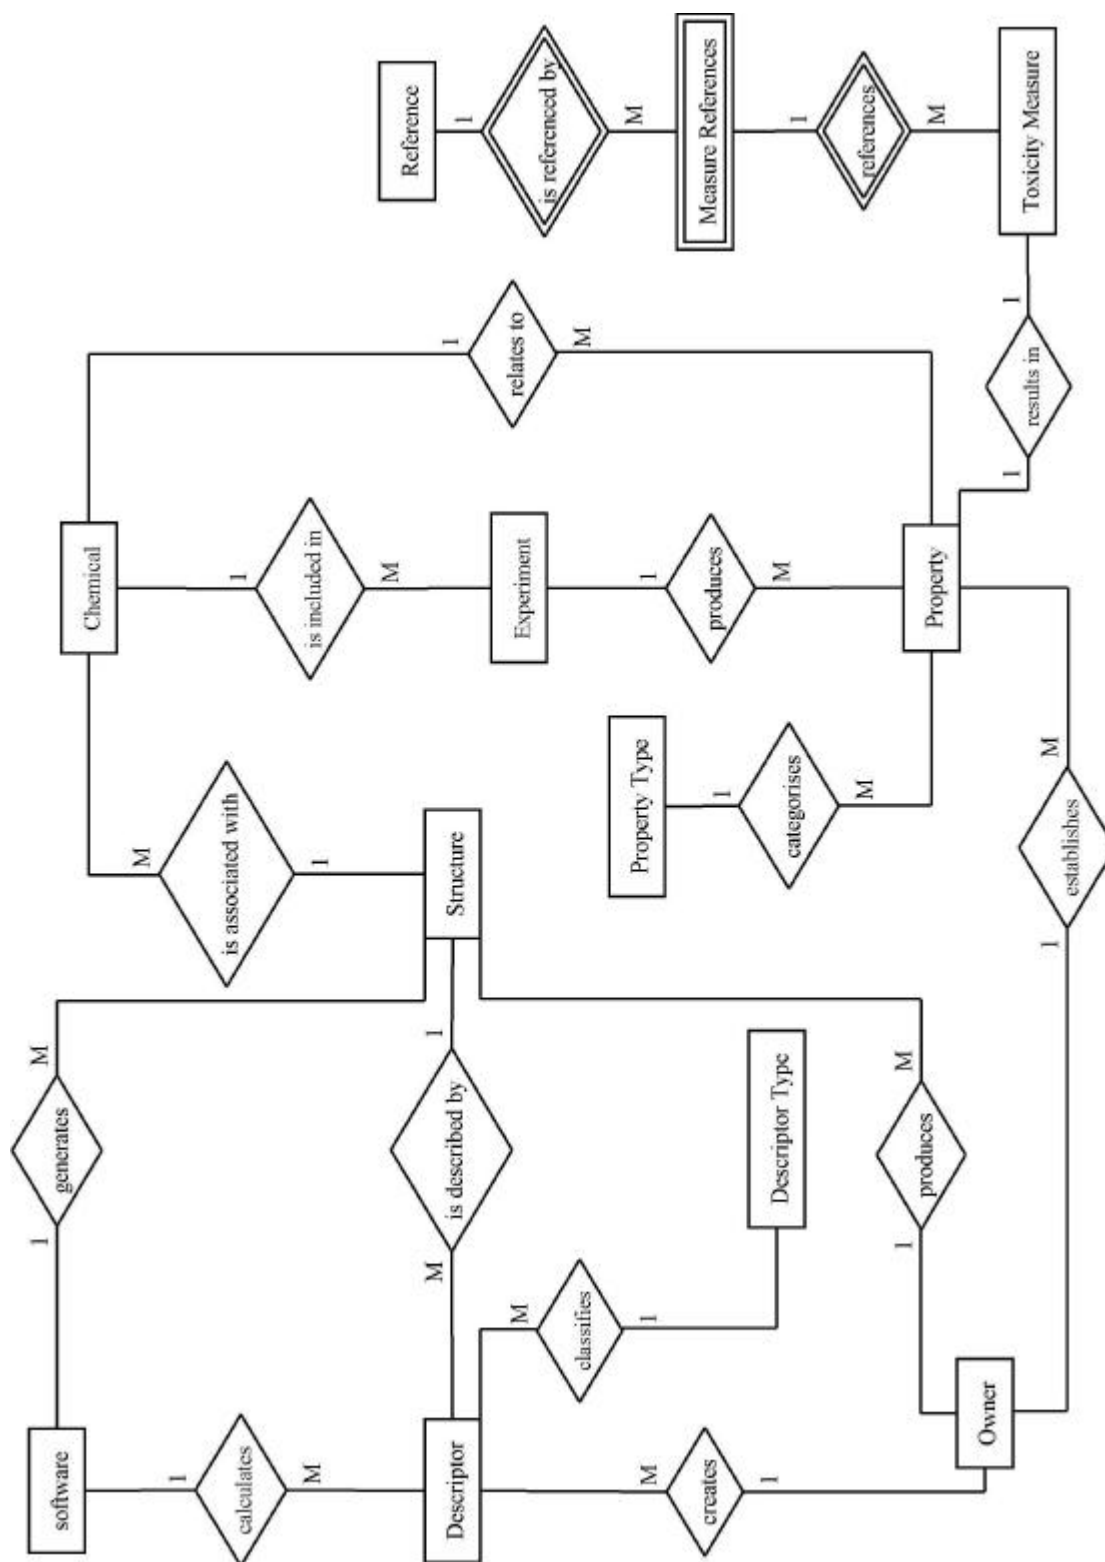 software
1
generates
M
Chemical
M
1
is associated with
calculates
1
M
is included in
1
M
Reference
M
1
1
Descriptor
is described by
Structure
1
relates to
M
Experiment
is referenced by
classifies
M
M
Property Type
M
1
1
creates
produces
Measure References
1
1
Descriptor Type
M
categorises
1
M
references
1
M
produces
Property
M
Owner
1
1
Toxicity Measure
results in
1
M
establishes